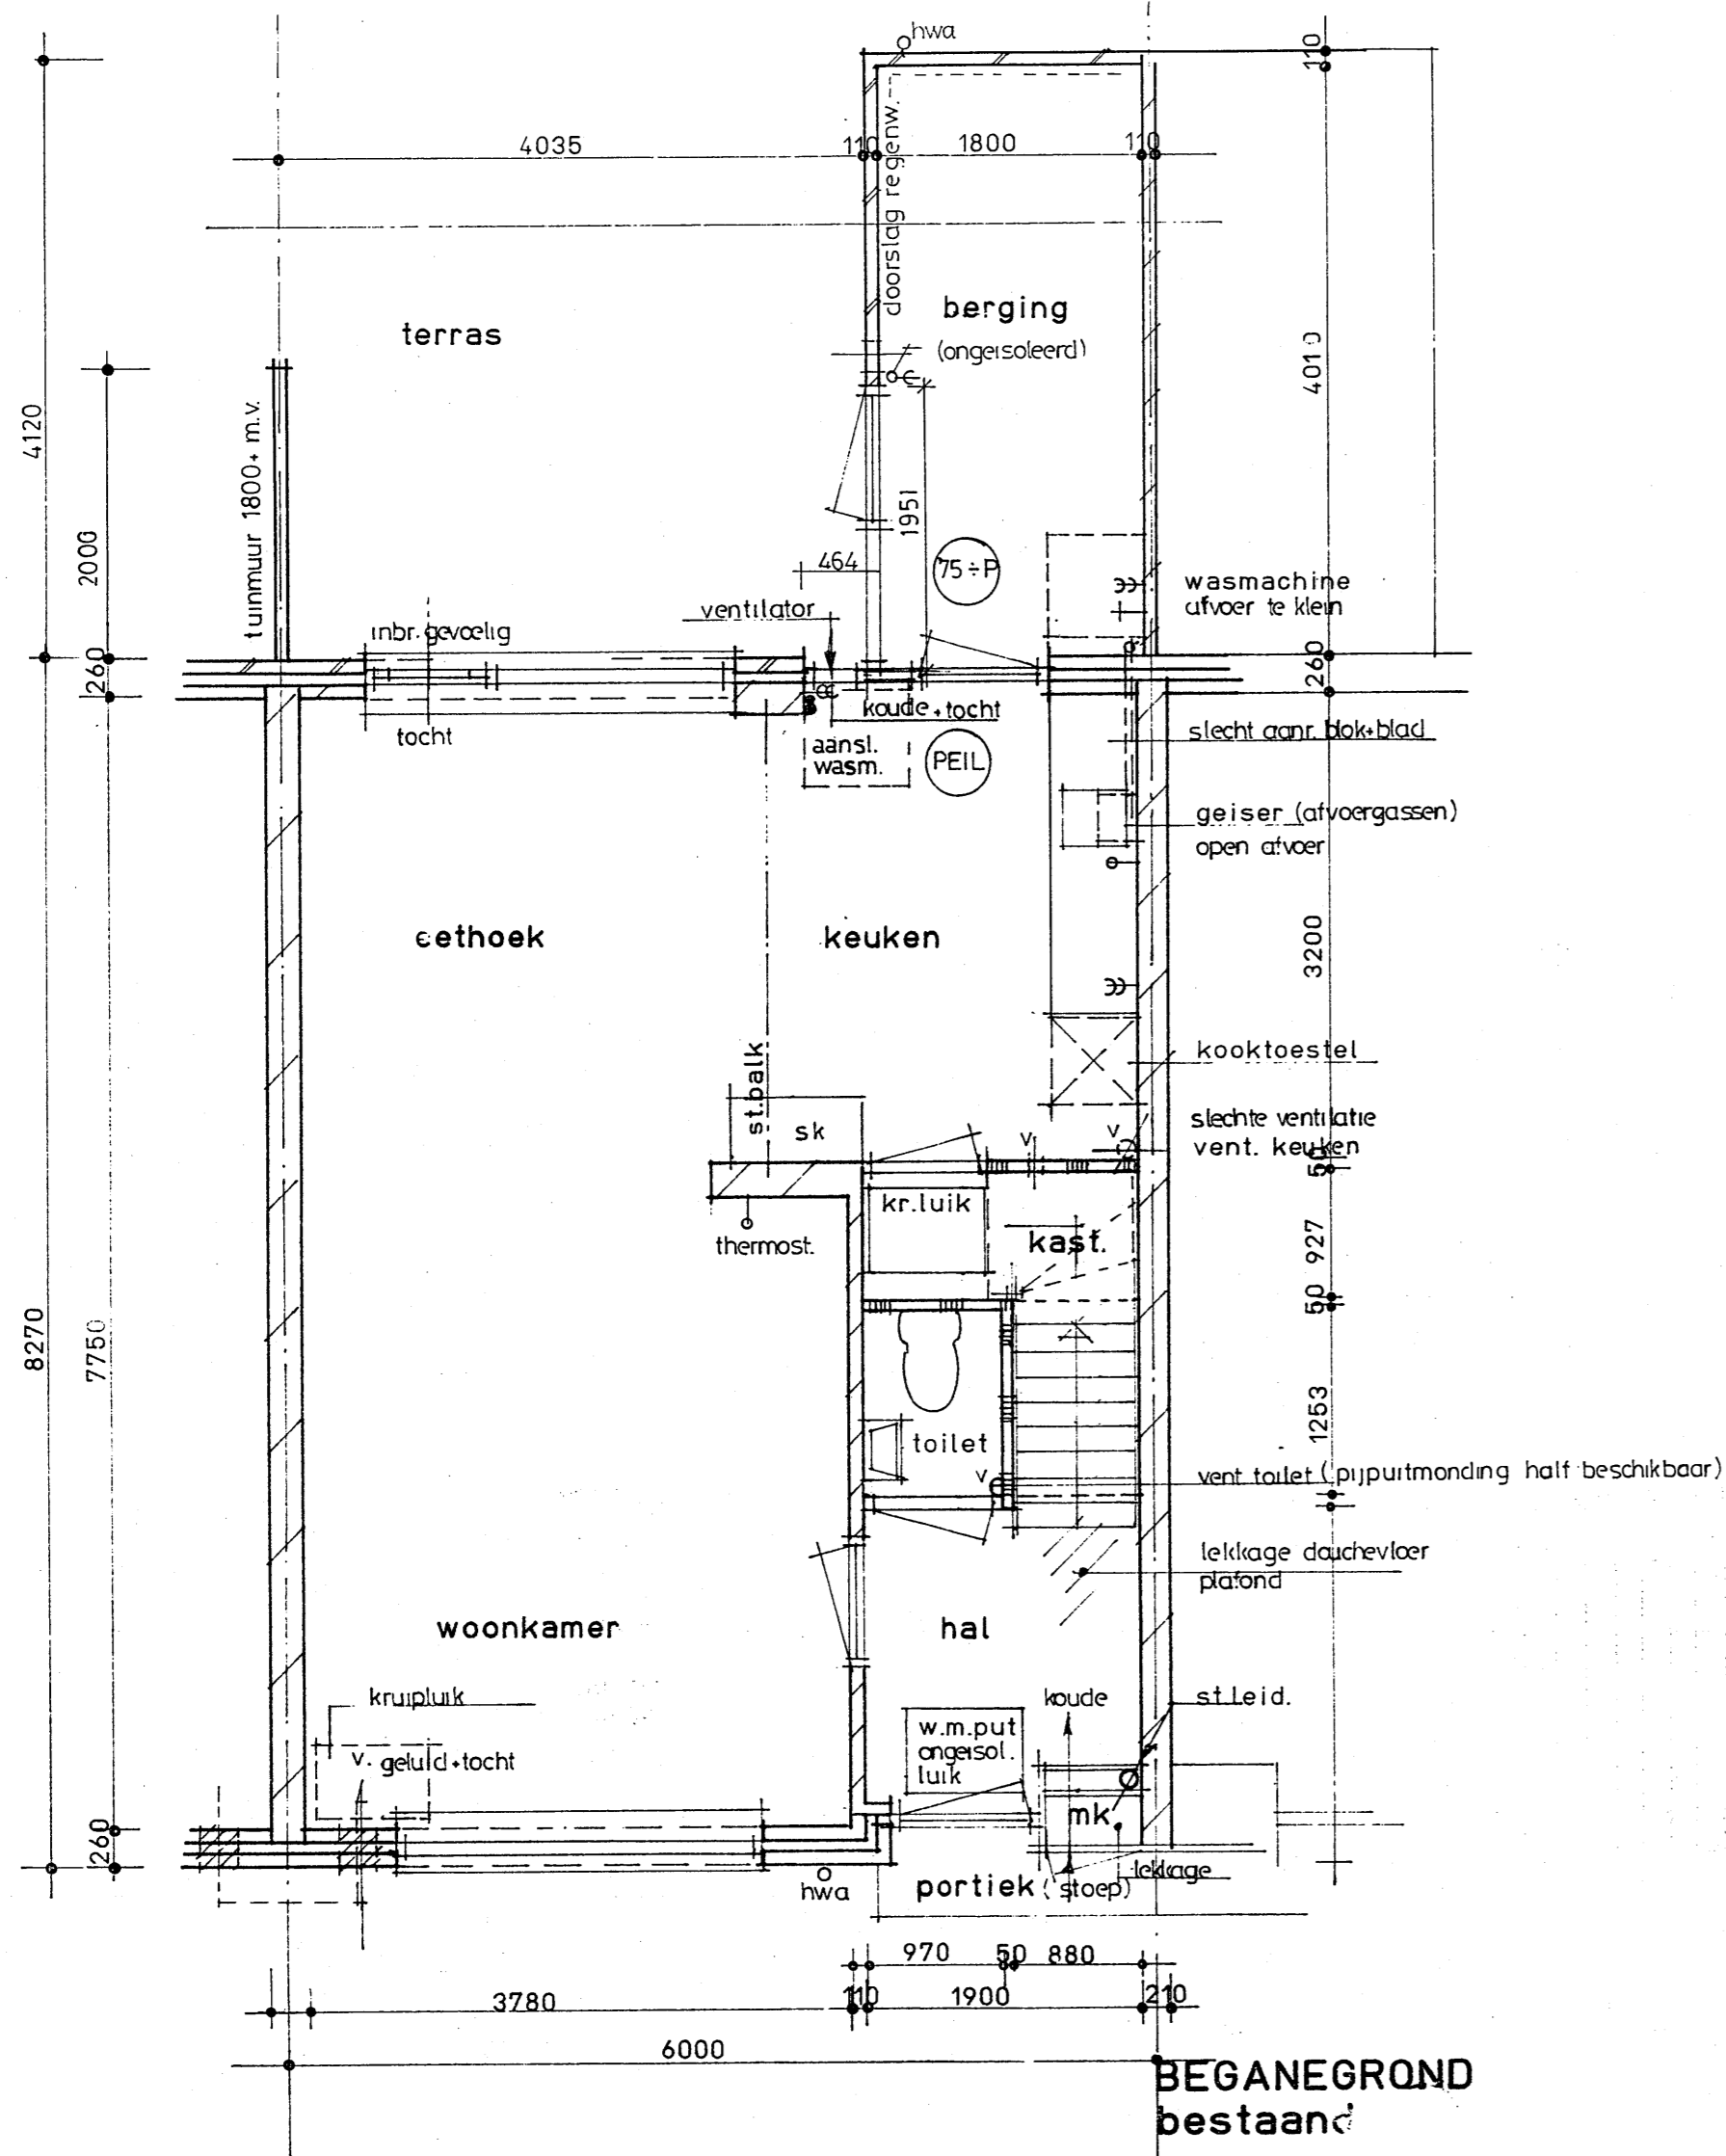 hwa
110
4035
110
1800
110
doorslag regenw.
berging
(ongeisoleerd)
terras
4010
4120
tuinmuur 1800+ m.v.
2000
1951
464
75÷P
wasmachine
afvoer te klein
ventilator
inbr. gevoelig
260
260
tocht
koude+tocht
aansl.
wasm.
PEIL
slecht aanr. blok+blad
geiser (afvoergassen)
open afvoer
eethoek
keuken
3200
kooktoestel
st.balk
sk
v
v
slechte ventilatie
vent. keuken
50
kr.luik
kast.
thermost.
927
50
8270
7750
1253
toilet
v
vent toilet (pijpuitmonding half beschikbaar)
lekkage douchevloer
plafond
woonkamer
hal
kruipluik
koude
st.leid.
v. geluid+tocht
w.m.put
ongeisol.
luik
mk.
260
hwa
portiek (stoep)
lekkage
970
50
880
3780
110
1900
210
6000
BEGANEGROND
bestaand